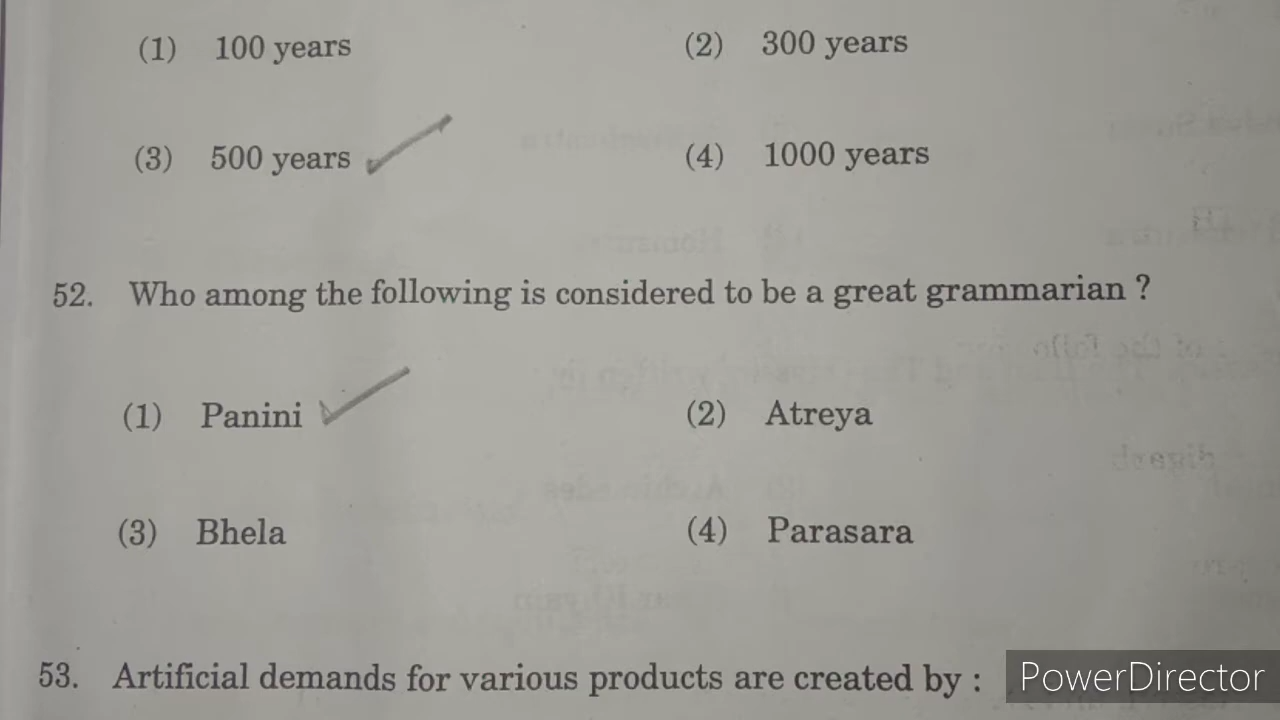 (1) 100 years (2) 300 years
(3) 500 years (4) 1000 years
52. Who among the following is considered to be a great grammarian ?
(1) Panini (2) Atreya
(3) Bhela (4) Parasara
53. Artificial demands for various products are created by :
PowerDirector